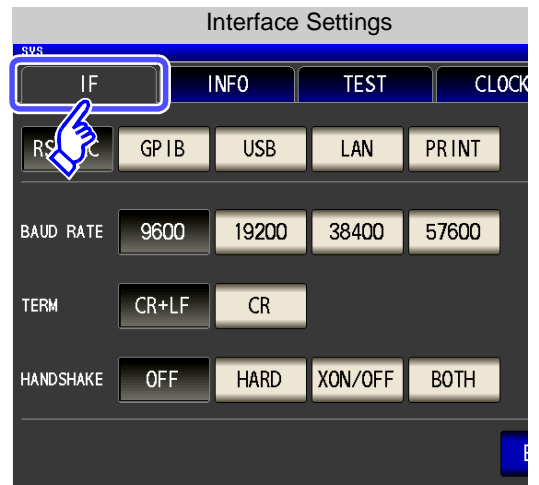 Interface Settings
SYS
IF INFO TEST CLOCK
GPIB USB LAN PRINT
BAUD RATE 9600 19200 38400 57600
TERM CR+LF CR
HANDSHAKE OFF HARD XON/OFF BOTH